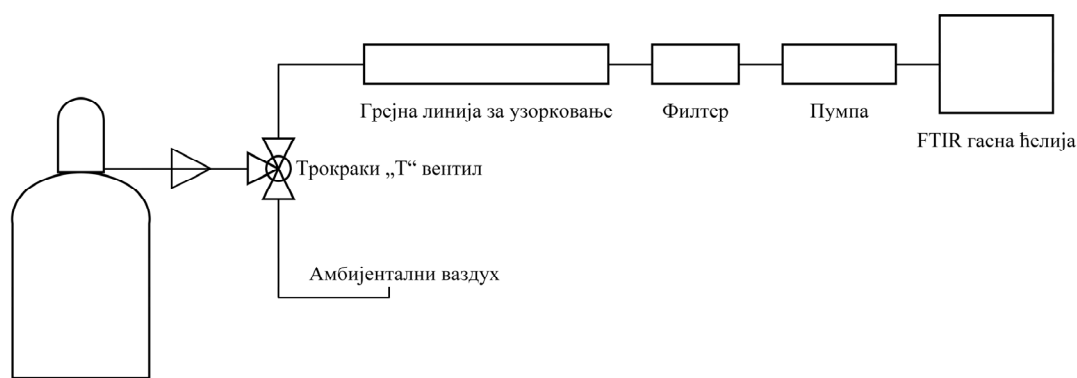 Грејна линија за узорковање
Филтер
Пумпа
FTIR гасна ћелија
Трокраки „Т“ вентил
Амбијентални ваздух